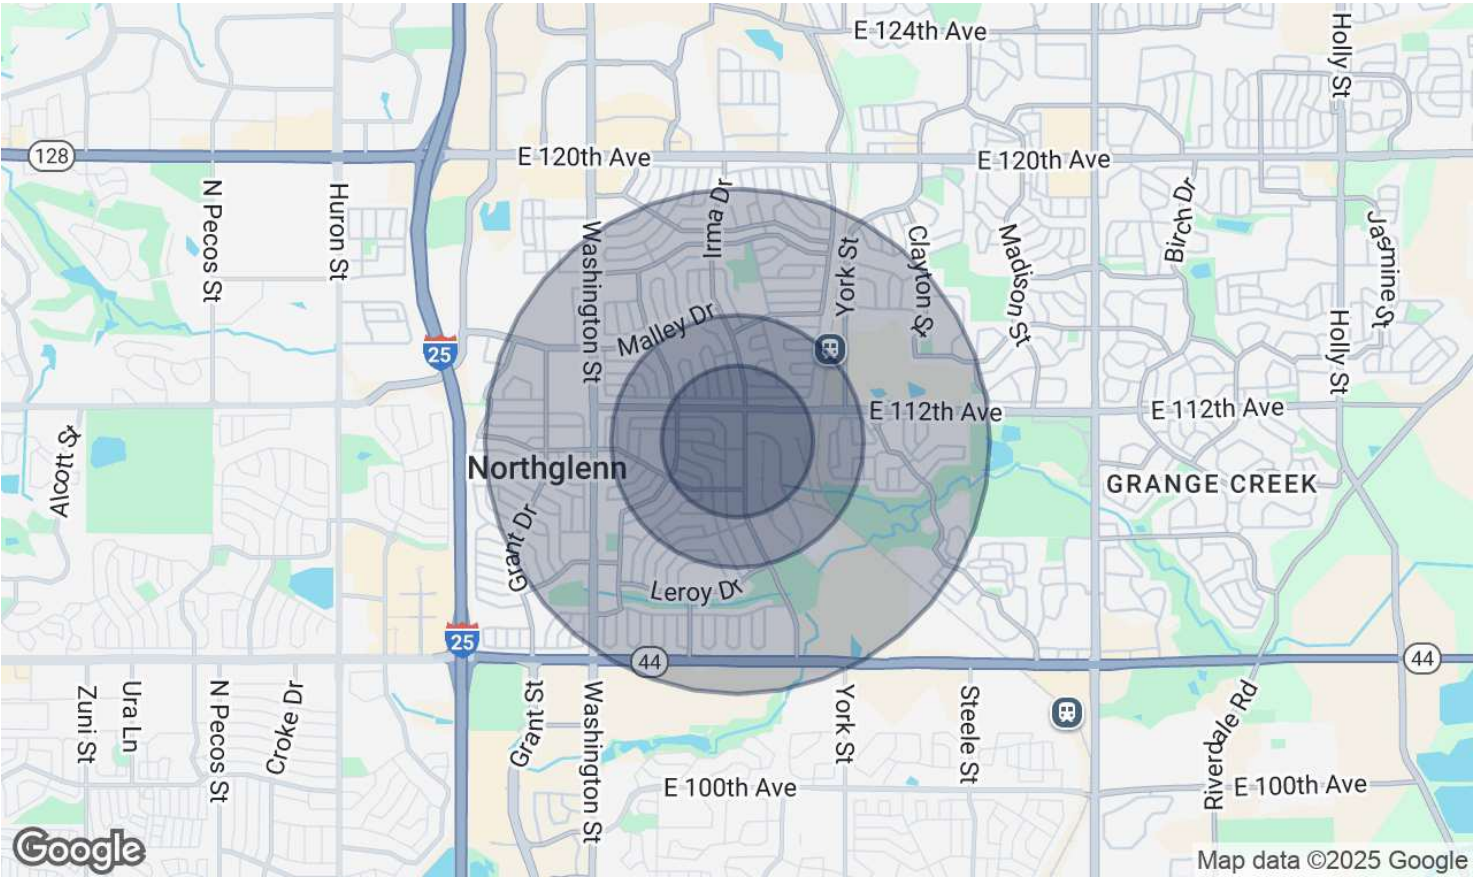 E 124th Ave
Holly St
128
E 120th Ave
E 120th Ave
N Pecos St
Huron St
Washington St
Irma Dr
York St
Clayton St
Madison St
Birch Dr
Jasmine St
Malley Dr
25
Holly St
E 112th Ave
E 112th Ave
Alcott St
Northglenn
GRANGE CREEK
Grant Dr
Leroy Dr
25
44
44
Zuni St
Ura Ln
N Pecos St
Croke Dr
Grant St
Washington St
York St
Steele St
Riverdale Rd
E 100th Ave
E 100th Ave
Google
Map data ©2025 Google